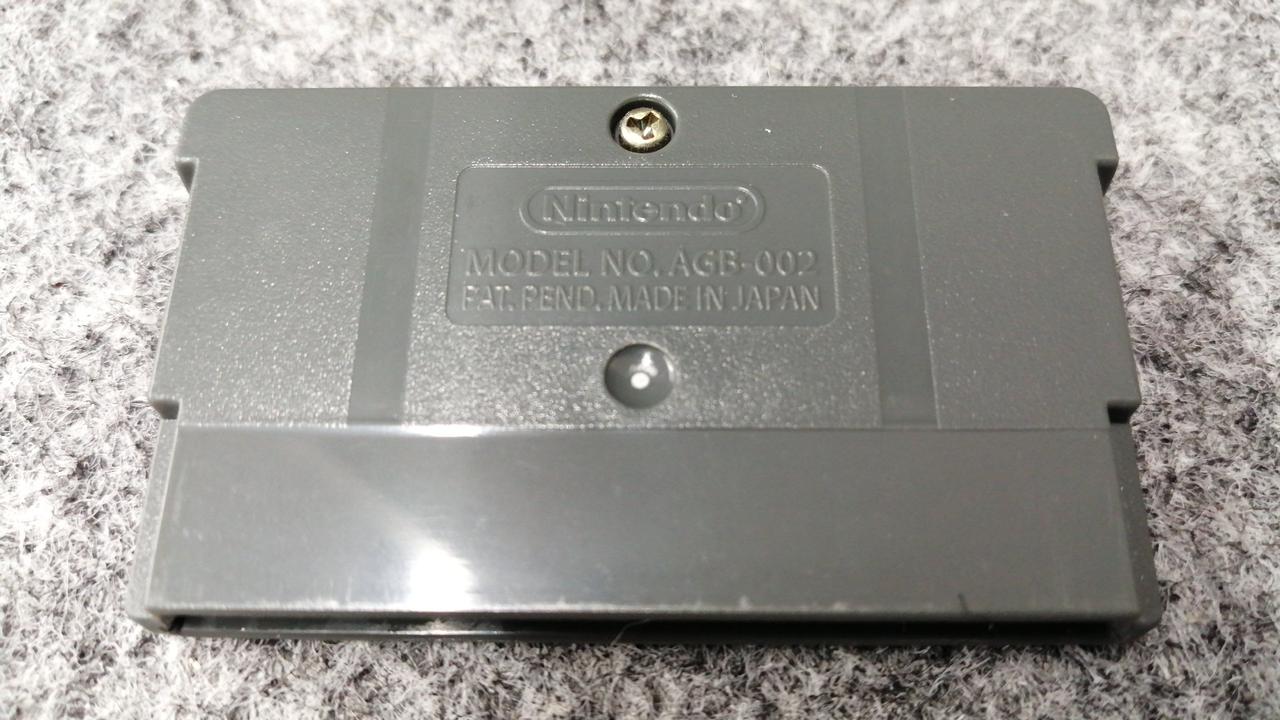 Nintendo
MODEL NO. AGB-002
PAT. PEND. MADE IN JAPAN